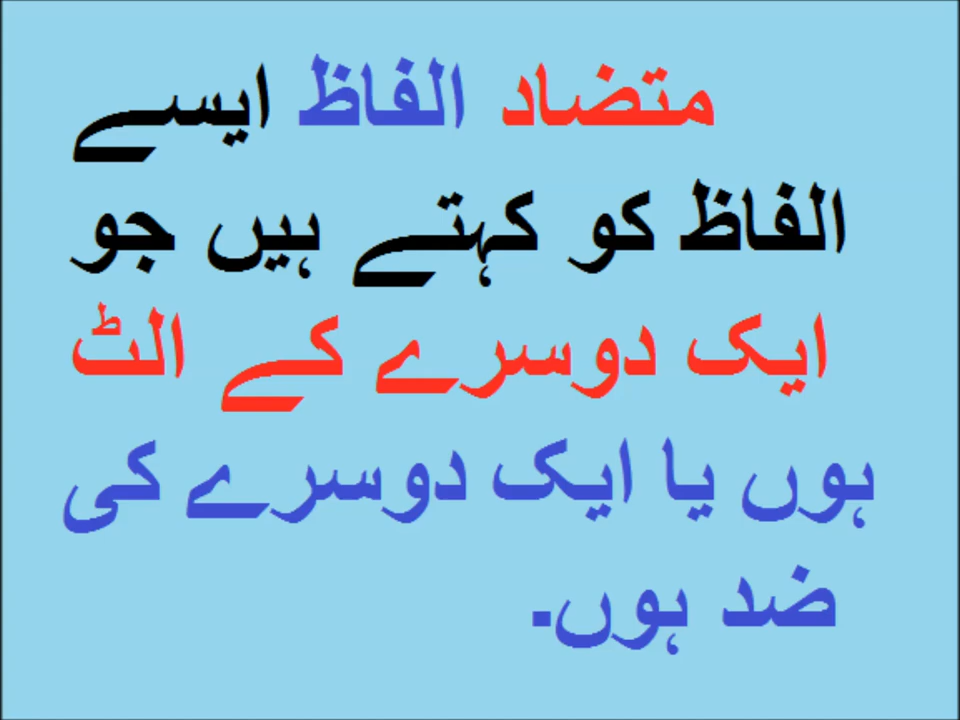 متضاد الفاظ ایسے
الفاظ کو کہتے ہیں جو
ایک دوسرے کے الٹ
ہوں یا ایک دوسرے کی
ضد ہوں۔